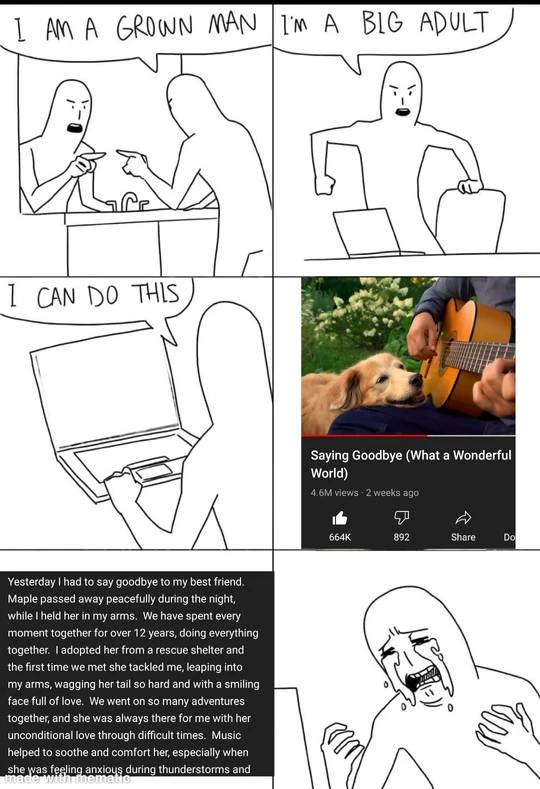 I AM A GROWN MAN
I'M A BIG ADULT
I CAN DO THIS
Saying Goodbye (What a Wonderful
World)
4.6M views · 2 weeks ago
664K
892
Share
Do
Yesterday I had to say goodbye to my best friend.
Maple passed away peacefully during the night,
while I held her in my arms. We have spent every
moment together for over 12 years, doing everything
together. I adopted her from a rescue shelter and
the first time we met she tackled me, leaping into
my arms, wagging her tail so hard and with a smiling
face full of love. We went on so many adventures
together, and she was always there for me with her
unconditional love through difficult times. Music
helped to soothe and comfort her, especially when
she was feeling anxious during thunderstorms and
made with mematic